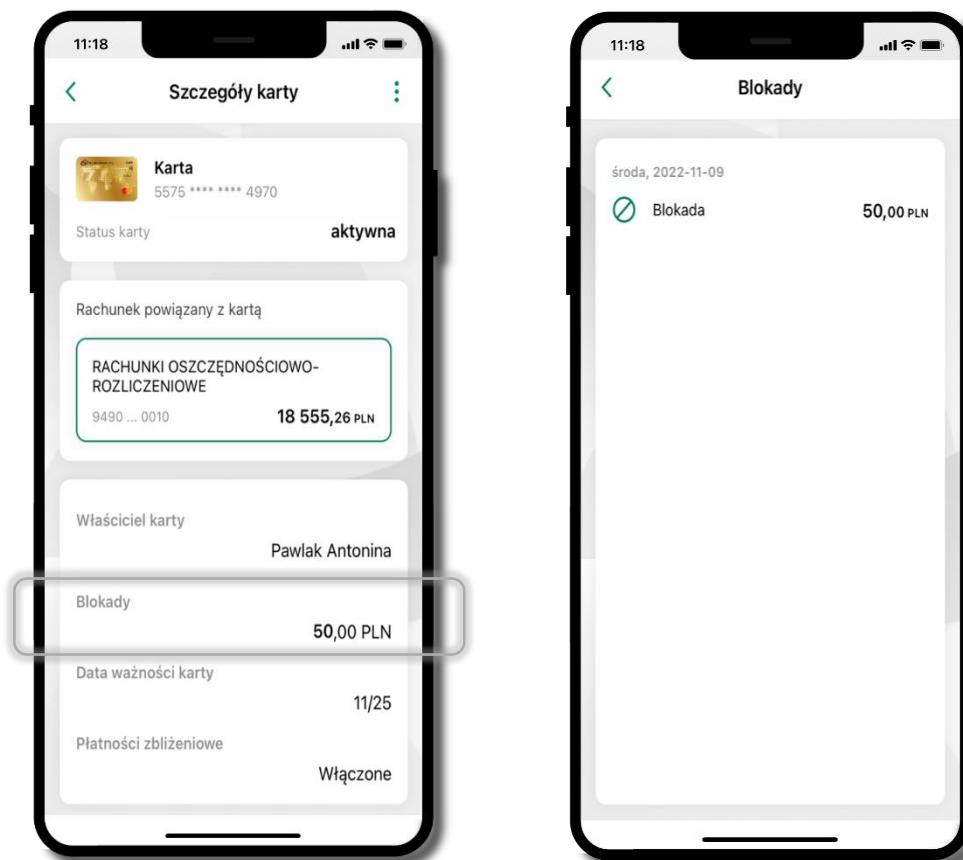 11:18
Szczegóły karty
Karta
5575 **** **** 4970
Status karty
aktywna
Rachunek powiązany z kartą
RACHUNKI OSZCZĘDNOŚCIOWO-
ROZLICZENIOWE
9490 ... 0010
18 555,26 PLN
Właściciel karty
Pawlak Antonina
Blokady
50,00 PLN
Data ważności karty
11/25
Płatności zbliżeniowe
Włączone
11:18
Blokady
środa, 2022-11-09
Blokada
50,00 PLN